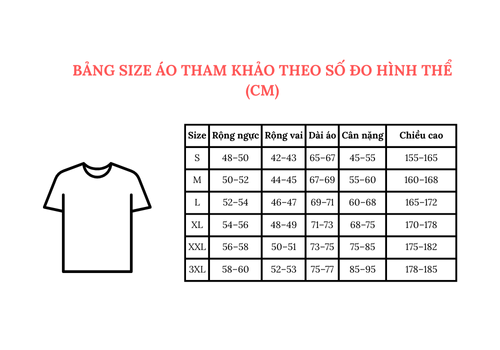 BẢNG SIZE ÁO THAM KHẢO THEO SỐ ĐO HÌNH THỂ
(CM)
Size Rộng ngực Rộng vai Dài áo Cân nặng Chiều cao
S 48–50 42–43 65–67 45–55 155–165
M 50–52 44–45 67–69 55–60 160–168
L 52–54 46–47 69–71 60–68 165–172
XL 54–56 48–49 71–73 68–75 170–178
XXL 56–58 50–51 73–75 75–85 175–182
3XL 58–60 52–53 75–77 85–95 178–185